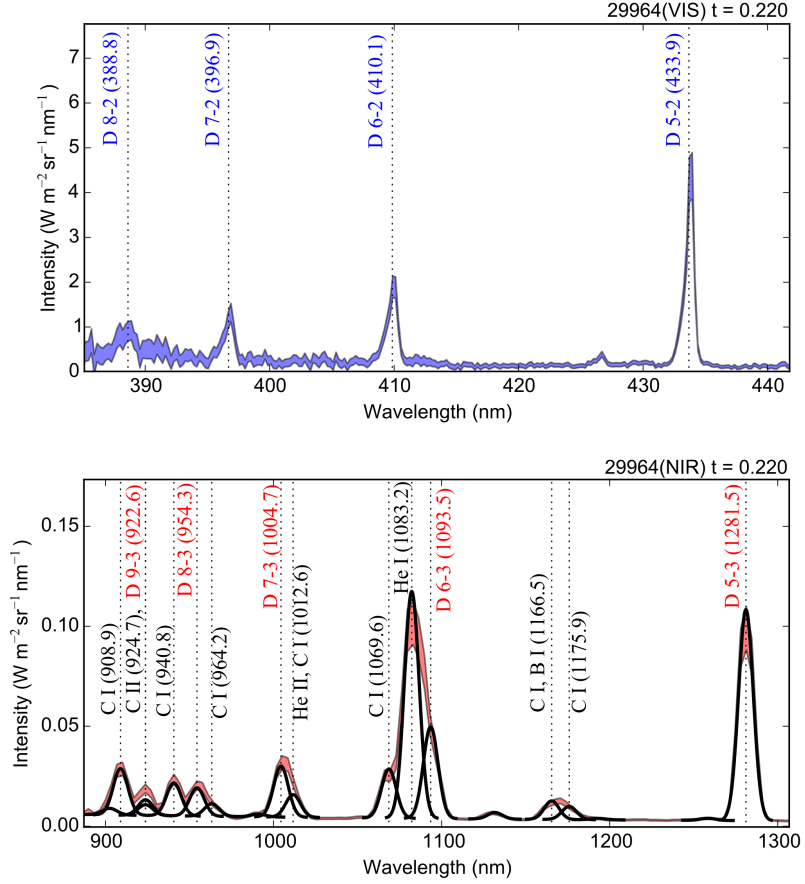 29964(VIS) t = 0.220
D 8-2 (388.8)
D 7-2 (396.9)
D 6-2 (410.1)
D 5-2 (433.9)
Intensity (W m−2 sr−1 nm−1)
7
6
5
4
3
2
1
0
390 400 410 420 430 440
Wavelength (nm)
29964(NIR) t = 0.220
C I (908.9)
C II (924.7), D 9-3 (922.6)
C I (940.8)
D 8-3 (954.3)
C I (964.2)
D 7-3 (1004.7)
He II, C I (1012.6)
C I (1069.6)
He I (1083.2)
D 6-3 (1093.5)
C I, B I (1166.5)
C I (1175.9)
D 5-3 (1281.5)
Intensity (W m−2 sr−1 nm−1)
0.15
0.10
0.05
0.00
900 1000 1100 1200 1300
Wavelength (nm)